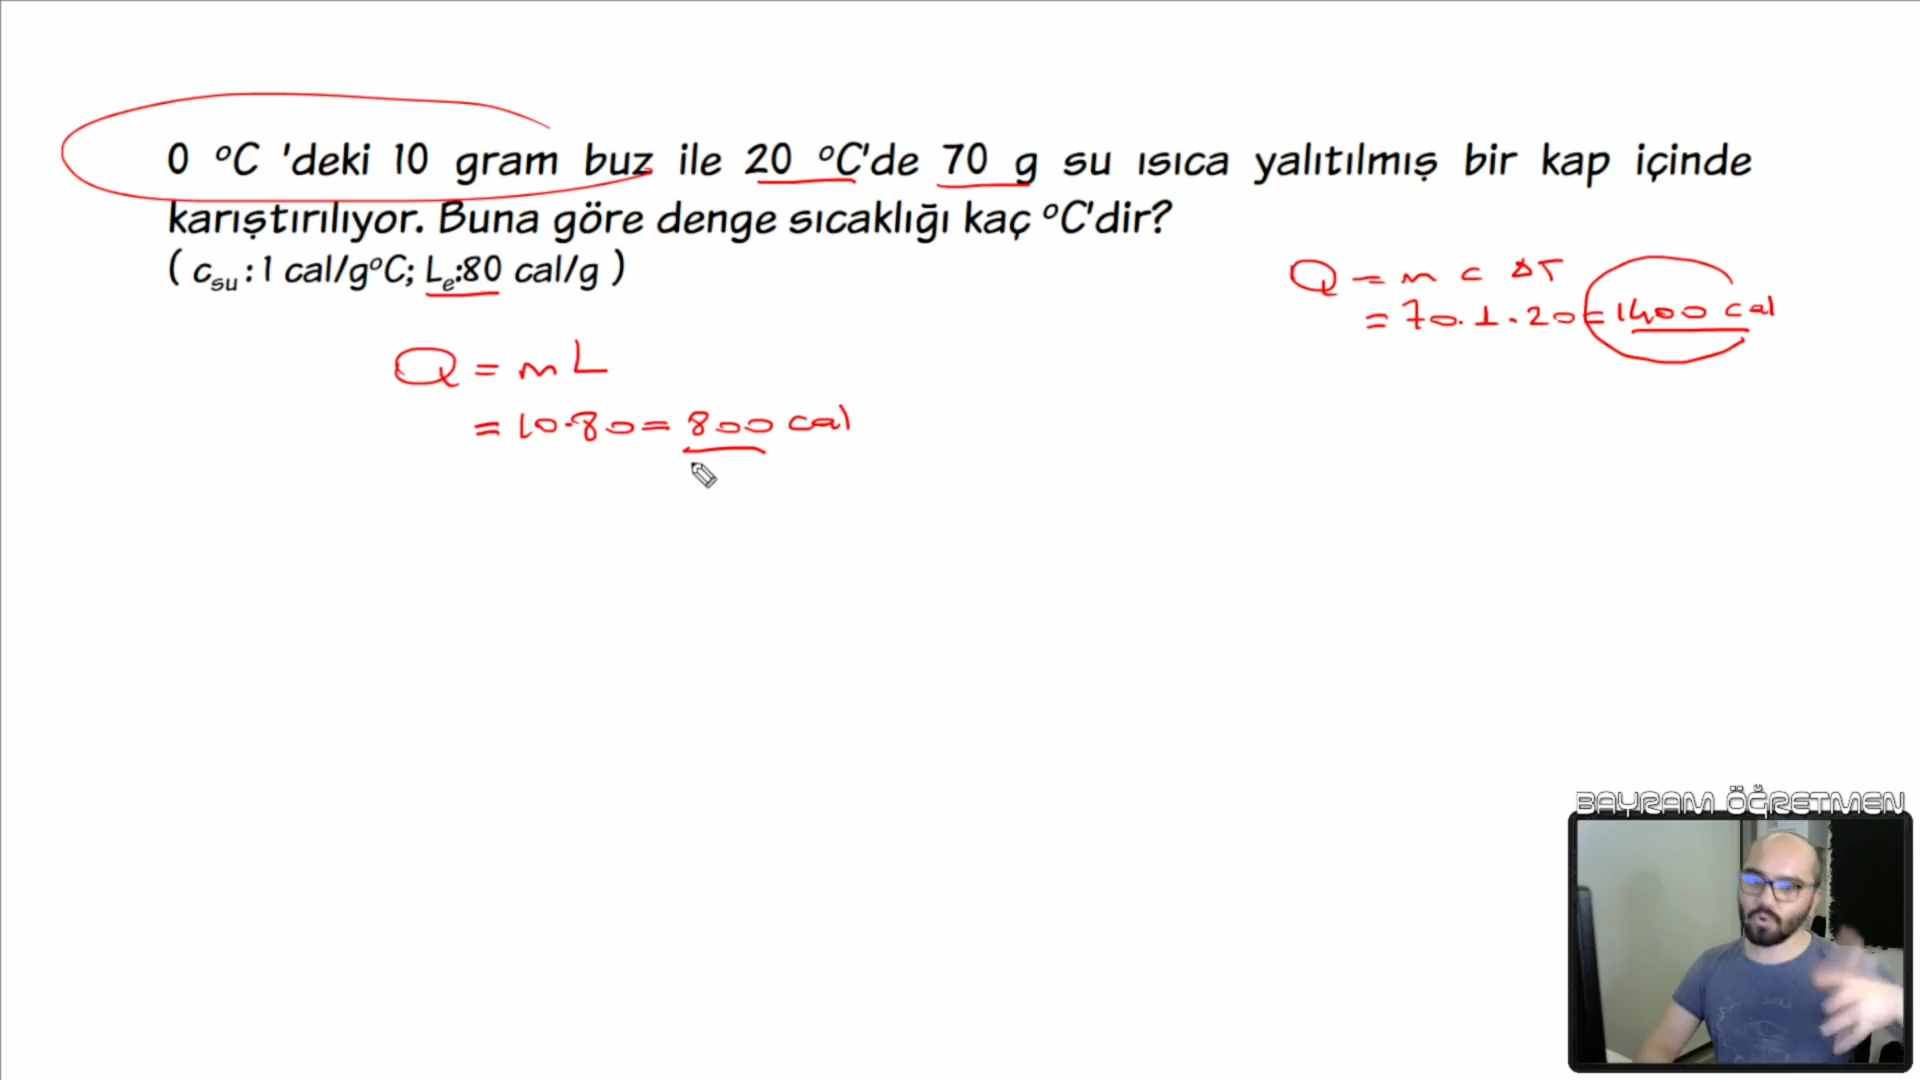 0 °C 'deki 10 gram buz ile 20 °C'de 70 g su ısıca yalıtılmış bir kap içinde
karıştırılıyor. Buna göre denge sıcaklığı kaç °C'dir?
( csu : 1 cal/g°C; Le:80 cal/g )
Q = m c ΔT
= 70.1.20 = 1400 cal
Q = m L
= 10.80 = 800 cal
BAYRAM ÖĞRETMEN